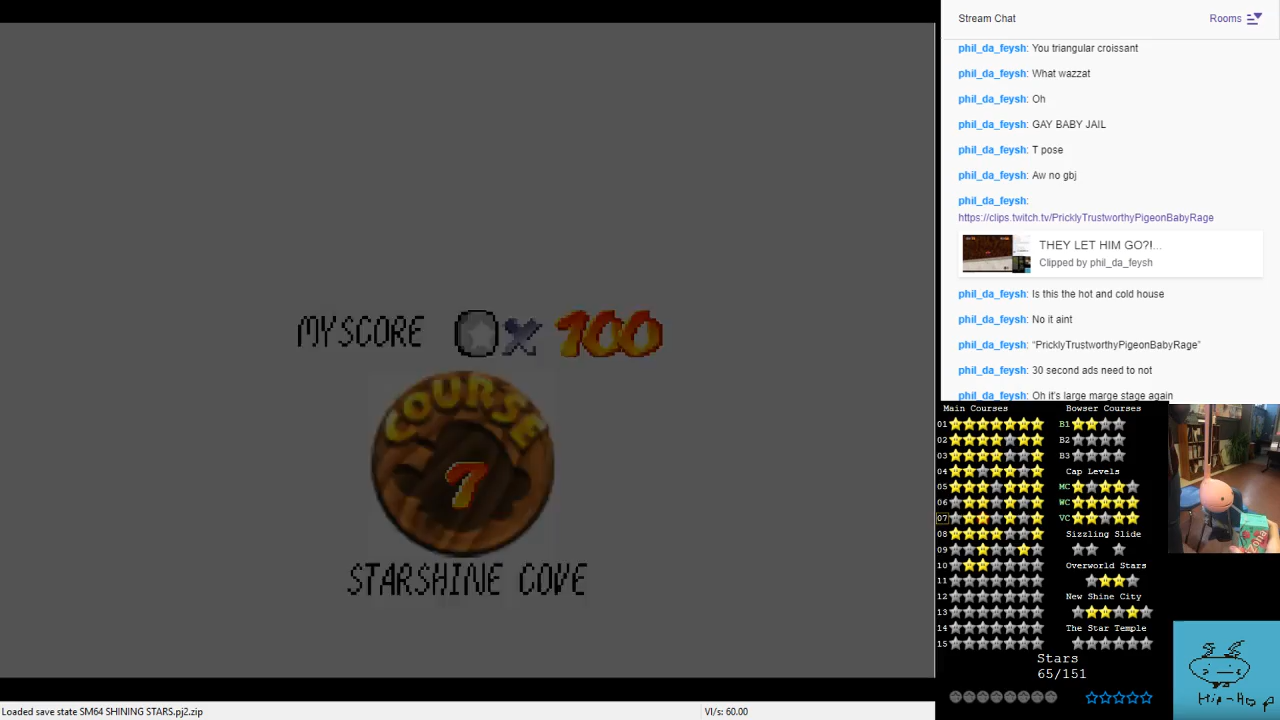 Stream Chat
Rooms
phil_da_feysh: You triangular croissant
phil_da_feysh: What wazzat
phil_da_feysh: Oh
phil_da_feysh: GAY BABY JAIL
phil_da_feysh: T pose
phil_da_feysh: Aw no gbj
phil_da_feysh:
https://clips.twitch.tv/PricklyTrustworthyPigeonBabyRage
THEY LET HIM GO?!...
Clipped by phil_da_feysh
phil_da_feysh: Is this the hot and cold house
phil_da_feysh: No it aint
phil_da_feysh: “PricklyTrustworthyPigeonBabyRage”
phil_da_feysh: 30 second ads need to not
phil_da_feysh: Oh it's large marge stage again
MY SCORE x 100
COURSE
7
STARSHINE COVE
Main Courses
01
02
03
04
05
06
07
08
09
10
11
12
13
14
15
Bowser Courses
B1
B2
B3
Cap Levels
MC
WC
VC
Sizzling Slide
Overworld Stars
New Shine City
The Star Temple
Stars
65/151
Hip-Hop
Loaded save state SM64 SHINING STARS.pj2.zip
VI/s: 60.00